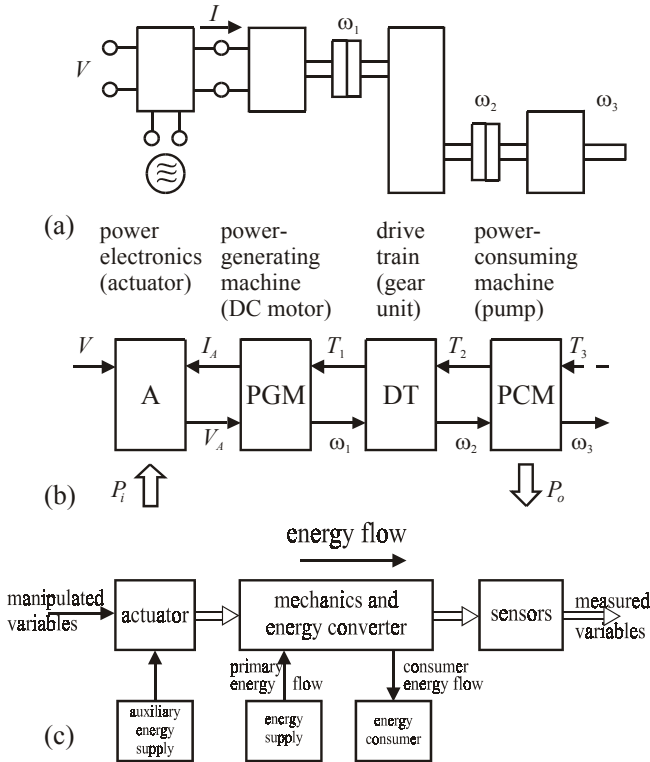 I
V
ω1
ω2
ω3
(a)
power electronics (actuator)
power-generating machine (DC motor)
drive train (gear unit)
power-consuming machine (pump)
V
IA
T1
T2
T3
A
PGM
DT
PCM
VA
ω1
ω2
ω3
(b)
Pi
Po
energy flow
manipulated variables
actuator
mechanics and energy converter
sensors
measured variables
primary energy flow
consumer energy flow
(c)
auxiliary energy supply
energy supply
energy consumer